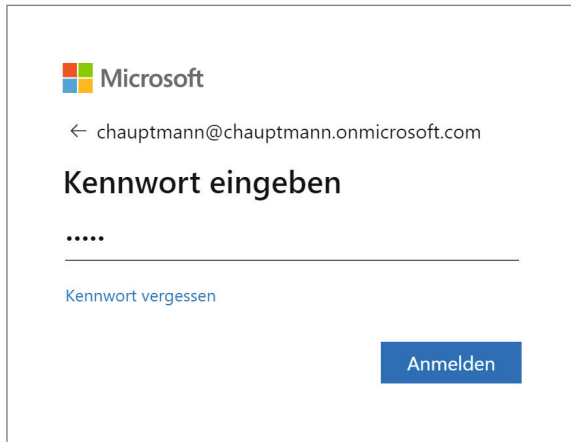 Microsoft
← chauptmann@chauptmann.onmicrosoft.com
Kennwort eingeben
•••••
Kennwort vergessen
Anmelden